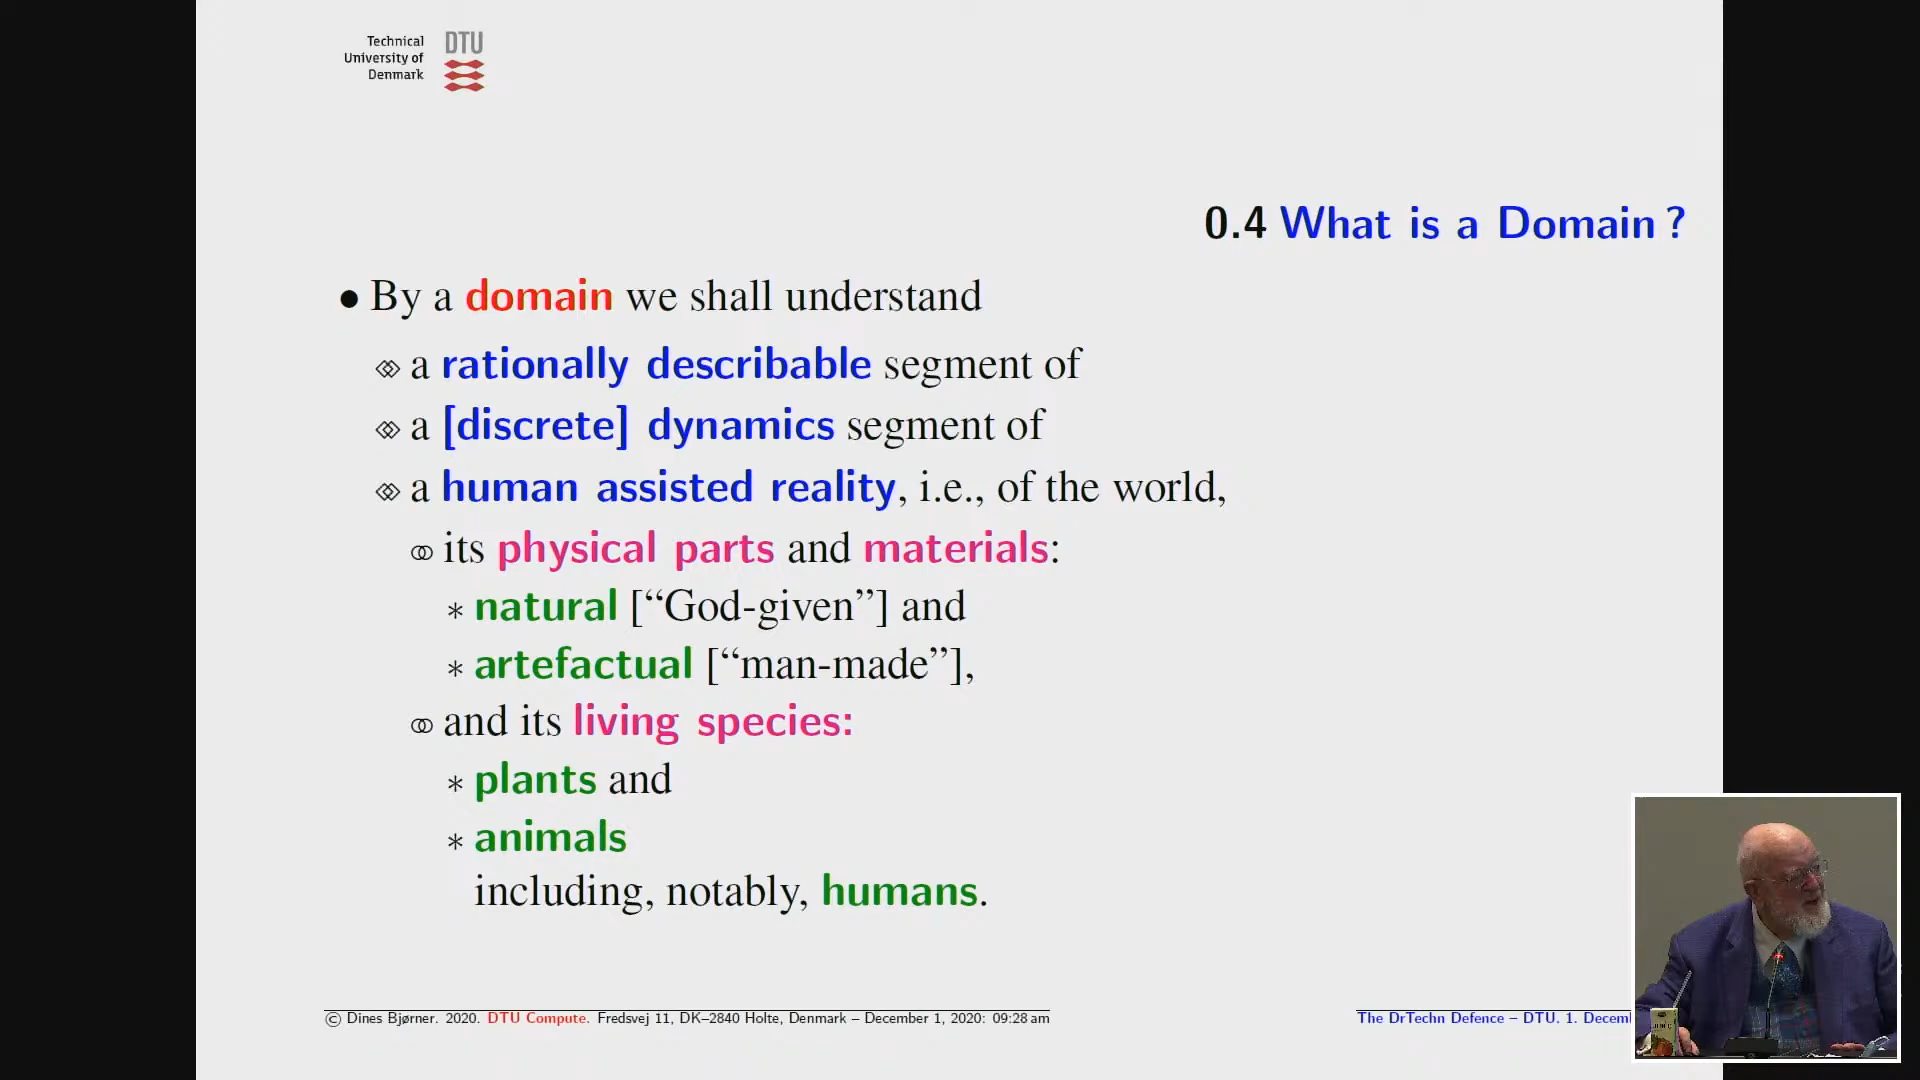 Technical
University of
Denmark
DTU
0.4 What is a Domain ?
• By a domain we shall understand
a rationally describable segment of
a [discrete] dynamics segment of
a human assisted reality, i.e., of the world,
its physical parts and materials:
* natural [“God-given”] and
* artefactual [“man-made”],
and its living species:
* plants and
* animals
including, notably, humans.
© Dines Bjørner. 2020. DTU Compute. Fredsvej 11, DK–2840 Holte, Denmark – December 1, 2020: 09:28 am
The DrTechn Defence – DTU. 1. Decem